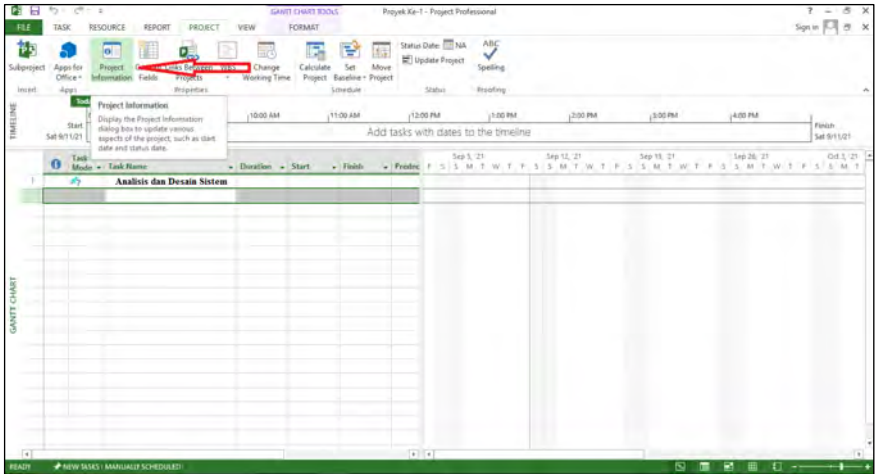 GANTT CHART TOOLS
Proyek Ke-1 - Project Professional
FILE TASK RESOURCE REPORT PROJECT VIEW FORMAT
Sign in
Subproject
Apps for Office
Project Information
Fields
Projects
WBS
Change Working Time
Calculate Project
Set Baseline
Move Project
Status Date: NA
Update Project
ABC
Spelling
Insert Apps Properties Schedule Status Proofing
Project Information
Display the Project Information
dialog box to update various
aspects of the project, such as start
date and status date.
TIMELINE
Start
Sat 9/11/21
10:00 AM 11:00 AM 12:00 PM 1:00 PM 2:00 PM 3:00 PM 4:00 PM
Add tasks with dates to the timeline
Finish
Sat 9/11/21
Task Mode Task Name Duration Start Finish Predec
Sep 5, '21 Sep 12, '21 Sep 19, '21 Sep 26, '21 Oct 3, '21
F S S M T W T F S S M T W T F S S M T W T F S S M T W T F S S M T
1 Analisis dan Desain Sistem
GANTT CHART
READY NEW TASKS : MANUALLY SCHEDULED